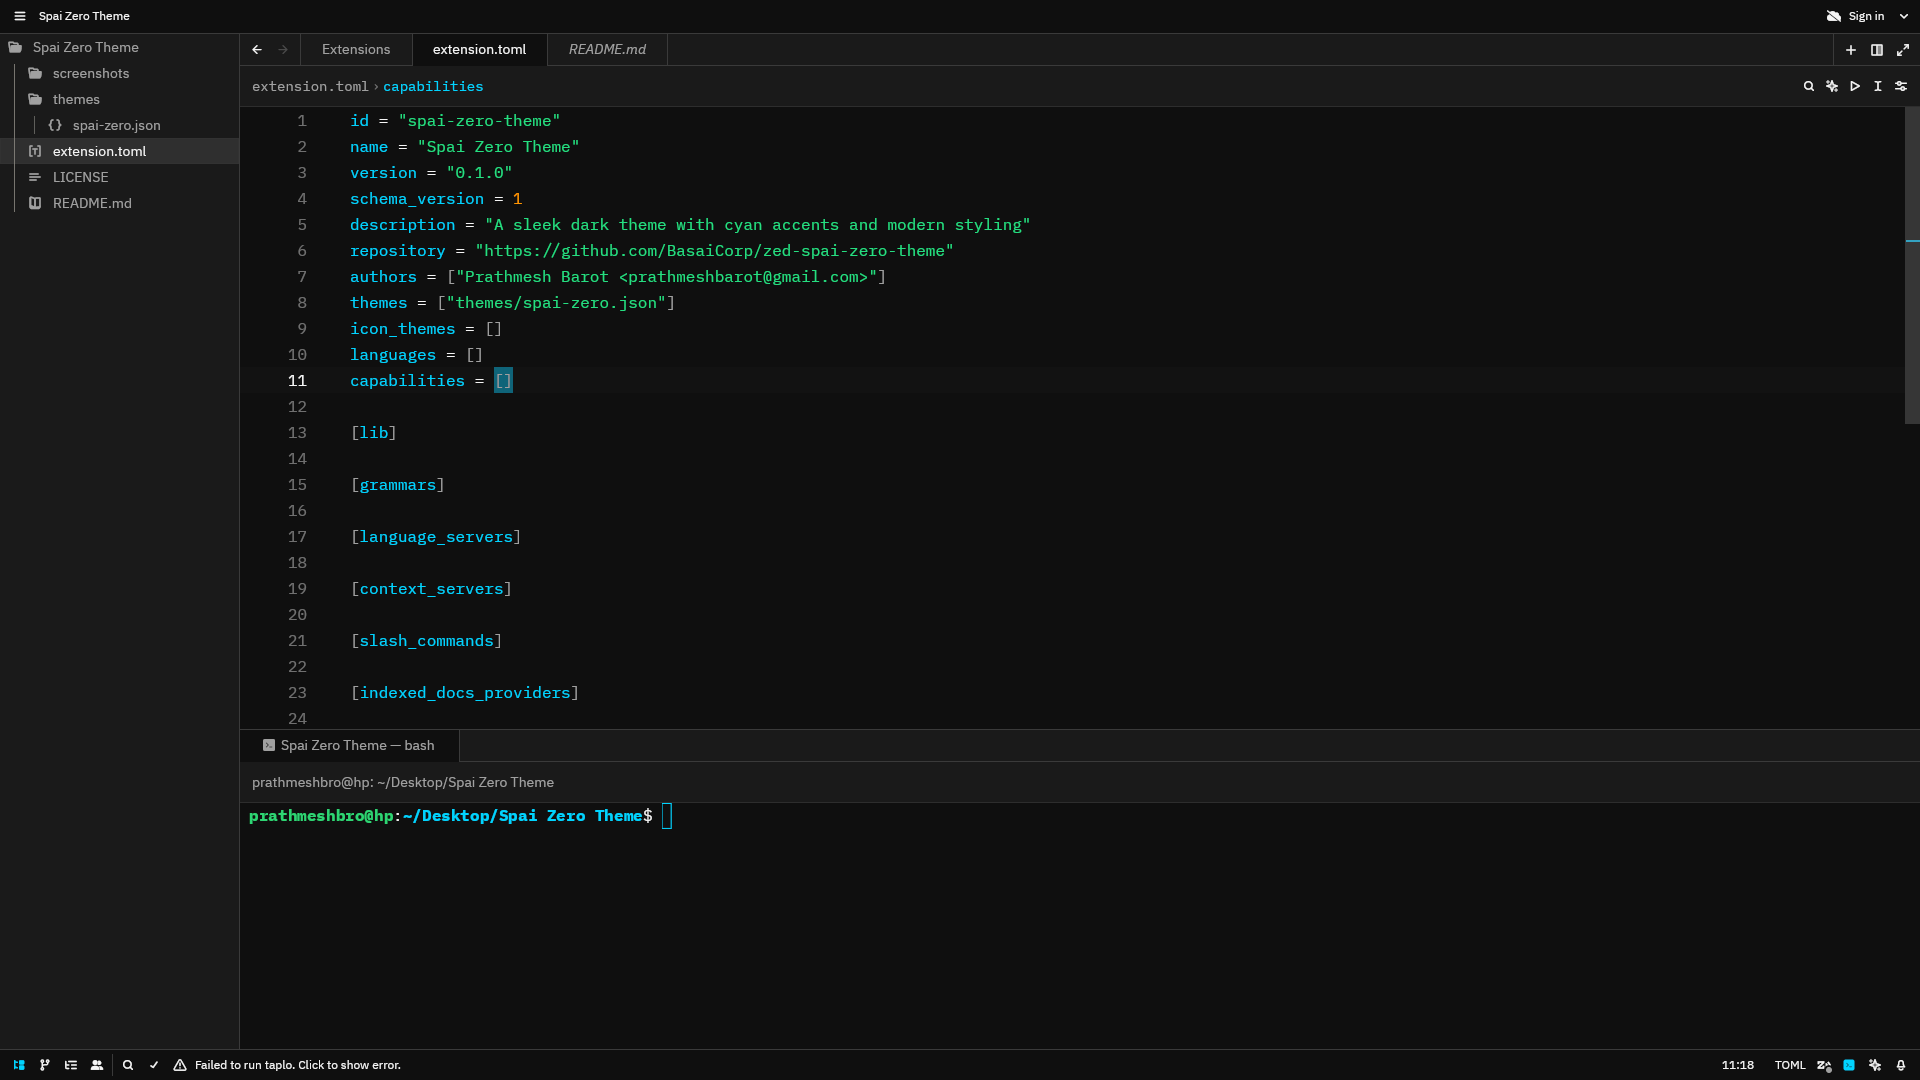 Spai Zero Theme
Sign in
Spai Zero Theme
screenshots
themes
spai-zero.json
extension.toml
LICENSE
README.md
Extensions
extension.toml
README.md
extension.toml › capabilities
1 id = "spai-zero-theme"
2 name = "Spai Zero Theme"
3 version = "0.1.0"
4 schema_version = 1
5 description = "A sleek dark theme with cyan accents and modern styling"
6 repository = "https://github.com/BasaiCorp/zed-spai-zero-theme"
7 authors = ["Prathmesh Barot <prathmeshbarot@gmail.com>"]
8 themes = ["themes/spai-zero.json"]
9 icon_themes = []
10 languages = []
11 capabilities = []
12
13 [lib]
14
15 [grammars]
16
17 [language_servers]
18
19 [context_servers]
20
21 [slash_commands]
22
23 [indexed_docs_providers]
24
Spai Zero Theme — bash
prathmeshbro@hp: ~/Desktop/Spai Zero Theme
prathmeshbro@hp:~/Desktop/Spai Zero Theme$
Failed to run taplo. Click to show error.
11:18
TOML